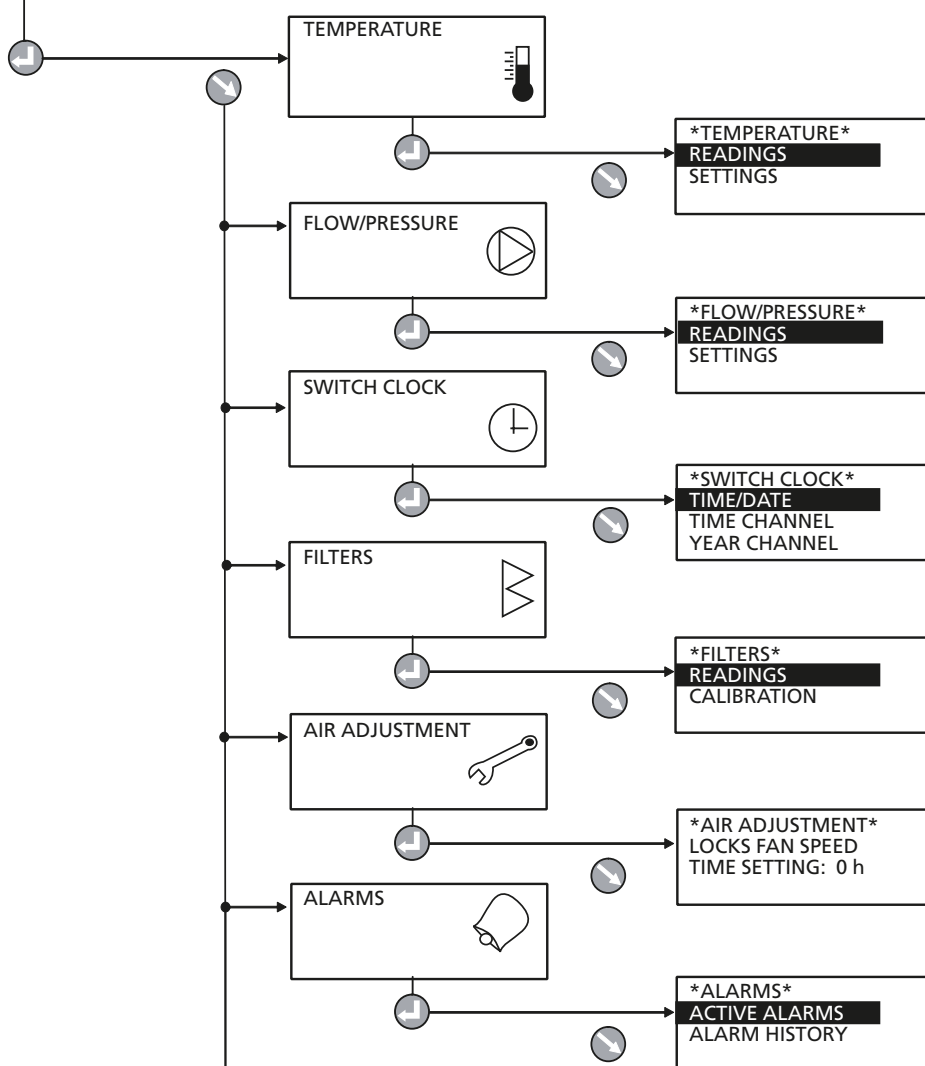 TEMPERATURE
*TEMPERATURE*
READINGS
SETTINGS
FLOW/PRESSURE
*FLOW/PRESSURE*
READINGS
SETTINGS
SWITCH CLOCK
*SWITCH CLOCK*
TIME/DATE
TIME CHANNEL
YEAR CHANNEL
FILTERS
*FILTERS*
READINGS
CALIBRATION
AIR ADJUSTMENT
*AIR ADJUSTMENT*
LOCKS FAN SPEED
TIME SETTING: 0 h
ALARMS
*ALARMS*
ACTIVE ALARMS
ALARM HISTORY